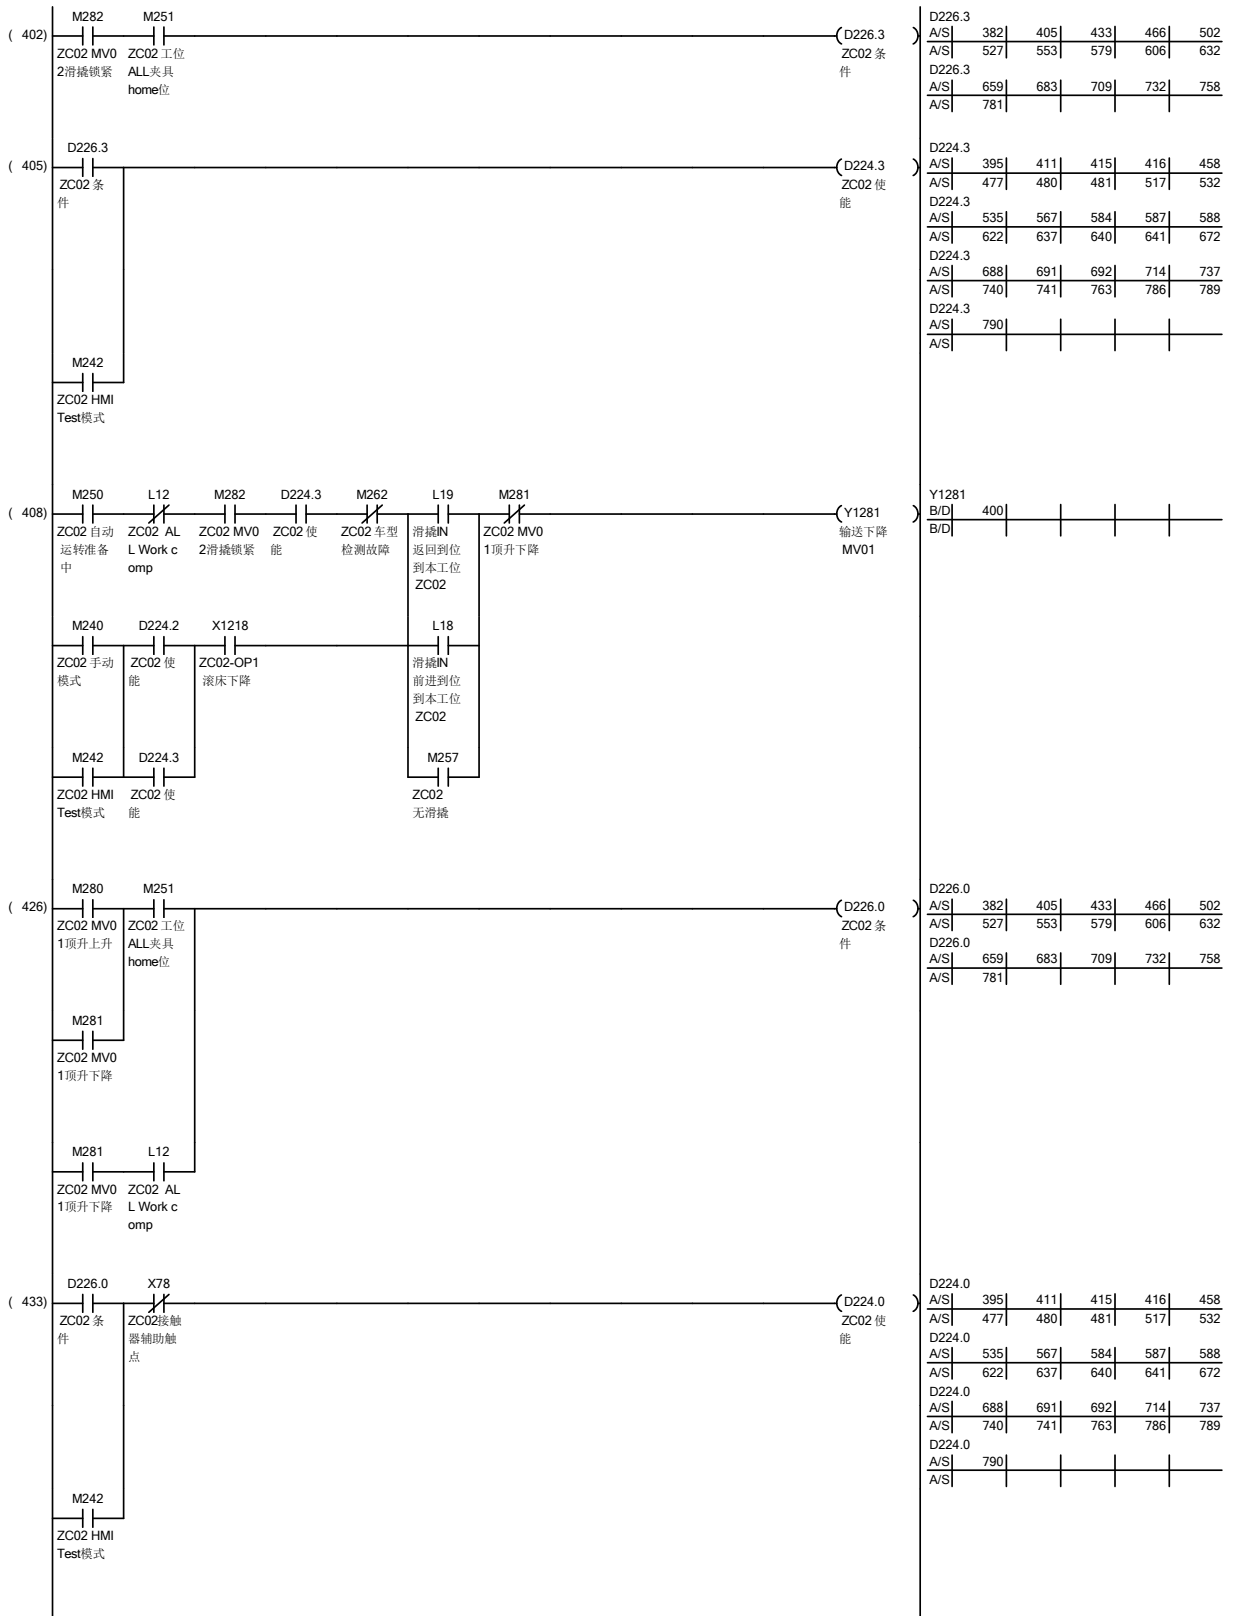 M282 M251 D226.3
( 402) (D226.3 ) A/S 382 405 433 466 502
ZC02 MV0 ZC02 工位 ZC02 条 A/S 527 553 579 606 632
2滑撬锁紧 ALL夹具 件 D226.3
home位 A/S 659 683 709 732 758
A/S 781
D226.3 D224.3
( 405) (D224.3 ) A/S 395 411 415 416 458
ZC02 条 ZC02 使 A/S 477 480 481 517 532
件 能 D224.3
A/S 535 567 584 587 588
A/S 622 637 640 641 672
D224.3
A/S 688 691 692 714 737
A/S 740 741 763 786 789
D224.3
A/S 790
A/S
M242
ZC02 HMI
Test模式
M250 L12 M282 D224.3 M262 L19 M281 Y1281
( 408) (Y1281 ) B/D 400
ZC02 自动 ZC02 AL ZC02 MV0 ZC02 使 ZC02 车型 滑撬IN ZC02 MV0 输送下降 B/D
运转准备 L Work c 2滑撬锁紧 能 检测故障 返回到位 1顶升下降 MV01
中 omp 到本工位
ZC02
M240 D224.2 X1218 L18
ZC02 手动 ZC02 使 ZC02-OP1 滑撬IN
模式 能 滚床下降 前进到位
到本工位
ZC02
M242 D224.3 M257
ZC02 HMI ZC02 使 ZC02
Test模式 能 无滑撬
M280 M251 D226.0
( 426) (D226.0 ) A/S 382 405 433 466 502
ZC02 MV0 ZC02 工位 ZC02 条 A/S 527 553 579 606 632
1顶升上升 ALL夹具 件 D226.0
home位 A/S 659 683 709 732 758
A/S 781
M281
ZC02 MV0
1顶升下降
M281 L12
ZC02 MV0 ZC02 AL
1顶升下降 L Work c
omp
D226.0 X78 D224.0
( 433) (D224.0 ) A/S 395 411 415 416 458
ZC02 条 ZC02接触 ZC02 使 A/S 477 480 481 517 532
件 器辅助触 能 D224.0
点 A/S 535 567 584 587 588
A/S 622 637 640 641 672
D224.0
A/S 688 691 692 714 737
A/S 740 741 763 786 789
D224.0
A/S 790
A/S
M242
ZC02 HMI
Test模式